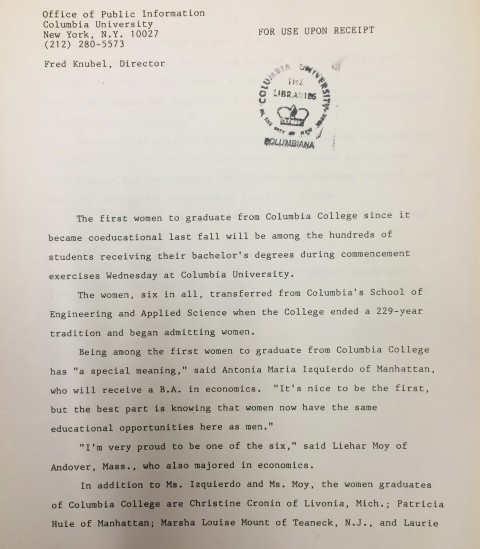 Office of Public Information
Columbia University
New York, N.Y. 10027
(212) 280-5573
FOR USE UPON RECEIPT
Fred Knubel, Director
COLUMBIA UNIVERSITY
THE
LIBRARIES
IN THE CITY OF NEW YORK
COLUMBIANA
The first women to graduate from Columbia College since it
became coeducational last fall will be among the hundreds of
students receiving their bachelor's degrees during commencement
exercises Wednesday at Columbia University.
The women, six in all, transferred from Columbia's School of
Engineering and Applied Science when the College ended a 229-year
tradition and began admitting women.
Being among the first women to graduate from Columbia College
has "a special meaning," said Antonia Maria Izquierdo of Manhattan,
who will receive a B.A. in economics. "It's nice to be the first,
but the best part is knowing that women now have the same
educational opportunities here as men."
"I'm very proud to be one of the six," said Liehar Moy of
Andover, Mass., who also majored in economics.
In addition to Ms. Izquierdo and Ms. Moy, the women graduates
of Columbia College are Christine Cronin of Livonia, Mich.; Patricia
Huie of Manhattan; Marsha Louise Mount of Teaneck, N.J., and Laurie